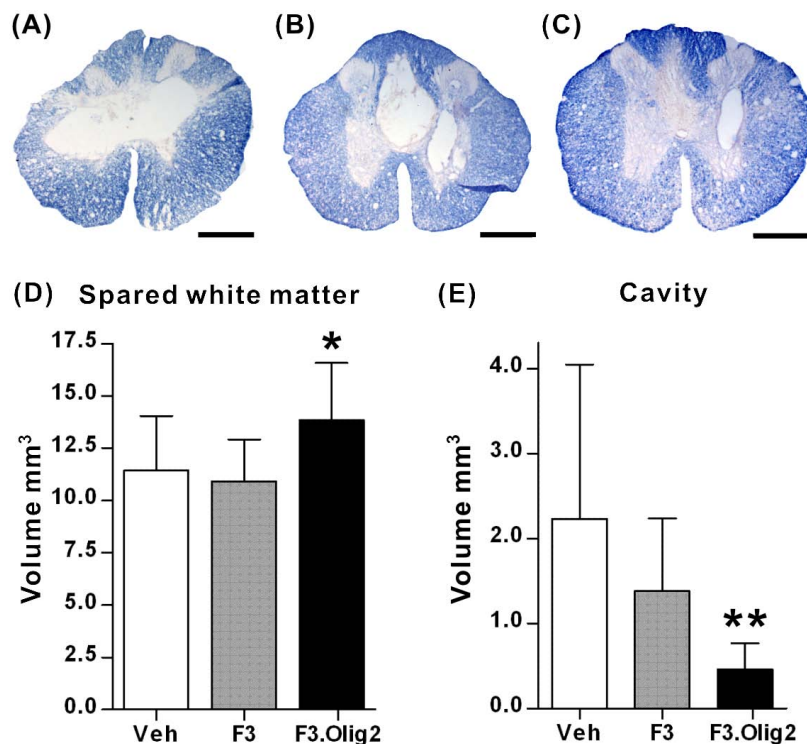 (A) (B) (C)
(D) Spared white matter
17.5
15.0
12.5
10.0
7.5
5.0
2.5
0.0
Volume mm³
*
Veh F3 F3.Olig2
(E) Cavity
4.0
3.0
2.0
1.0
0.0
Volume mm³
**
Veh F3 F3.Olig2